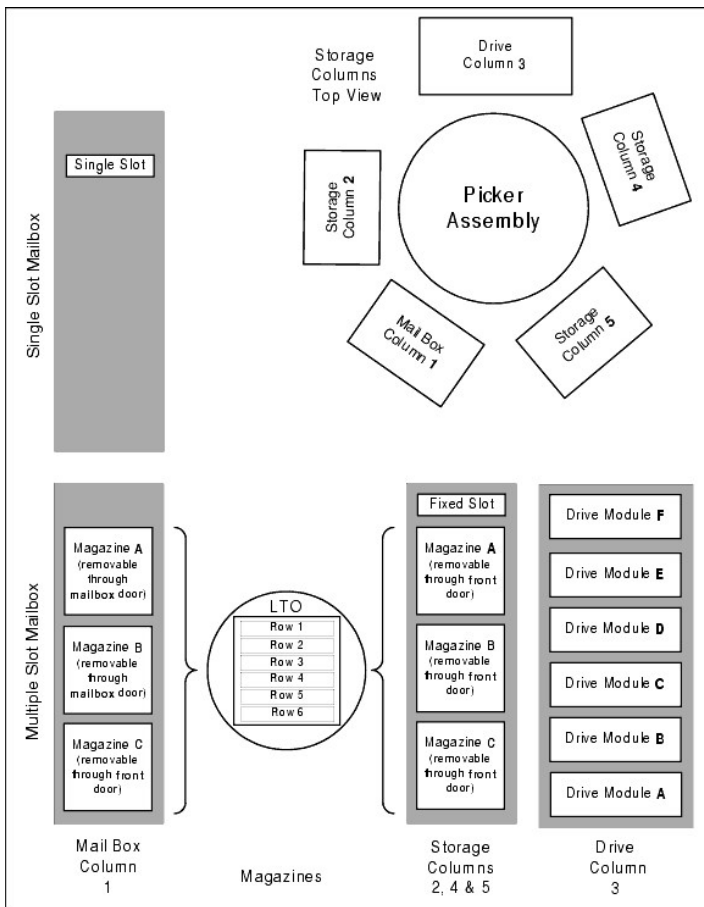 Storage
Columns
Top View
Drive
Column 3
Storage
Column 4
Storage
Column 2
Picker
Assembly
Mail Box
Column 1
Storage
Column 5
Single Slot Mailbox
Single Slot
Multiple Slot Mailbox
Magazine A
(removable
through
mailbox door)
Magazine B
(removable
through
mailbox door)
Magazine C
(removable
through front
door)
LTO
Row 1
Row 2
Row 3
Row 4
Row 5
Row 6
Fixed Slot
Magazine A
(removable
through front
door)
Magazine B
(removable
through front
door)
Magazine C
(removable
through front
door)
Drive Module F
Drive Module E
Drive Module D
Drive Module C
Drive Module B
Drive Module A
Mail Box
Column
1
Magazines
Storage
Columns
2, 4 & 5
Drive
Column
3